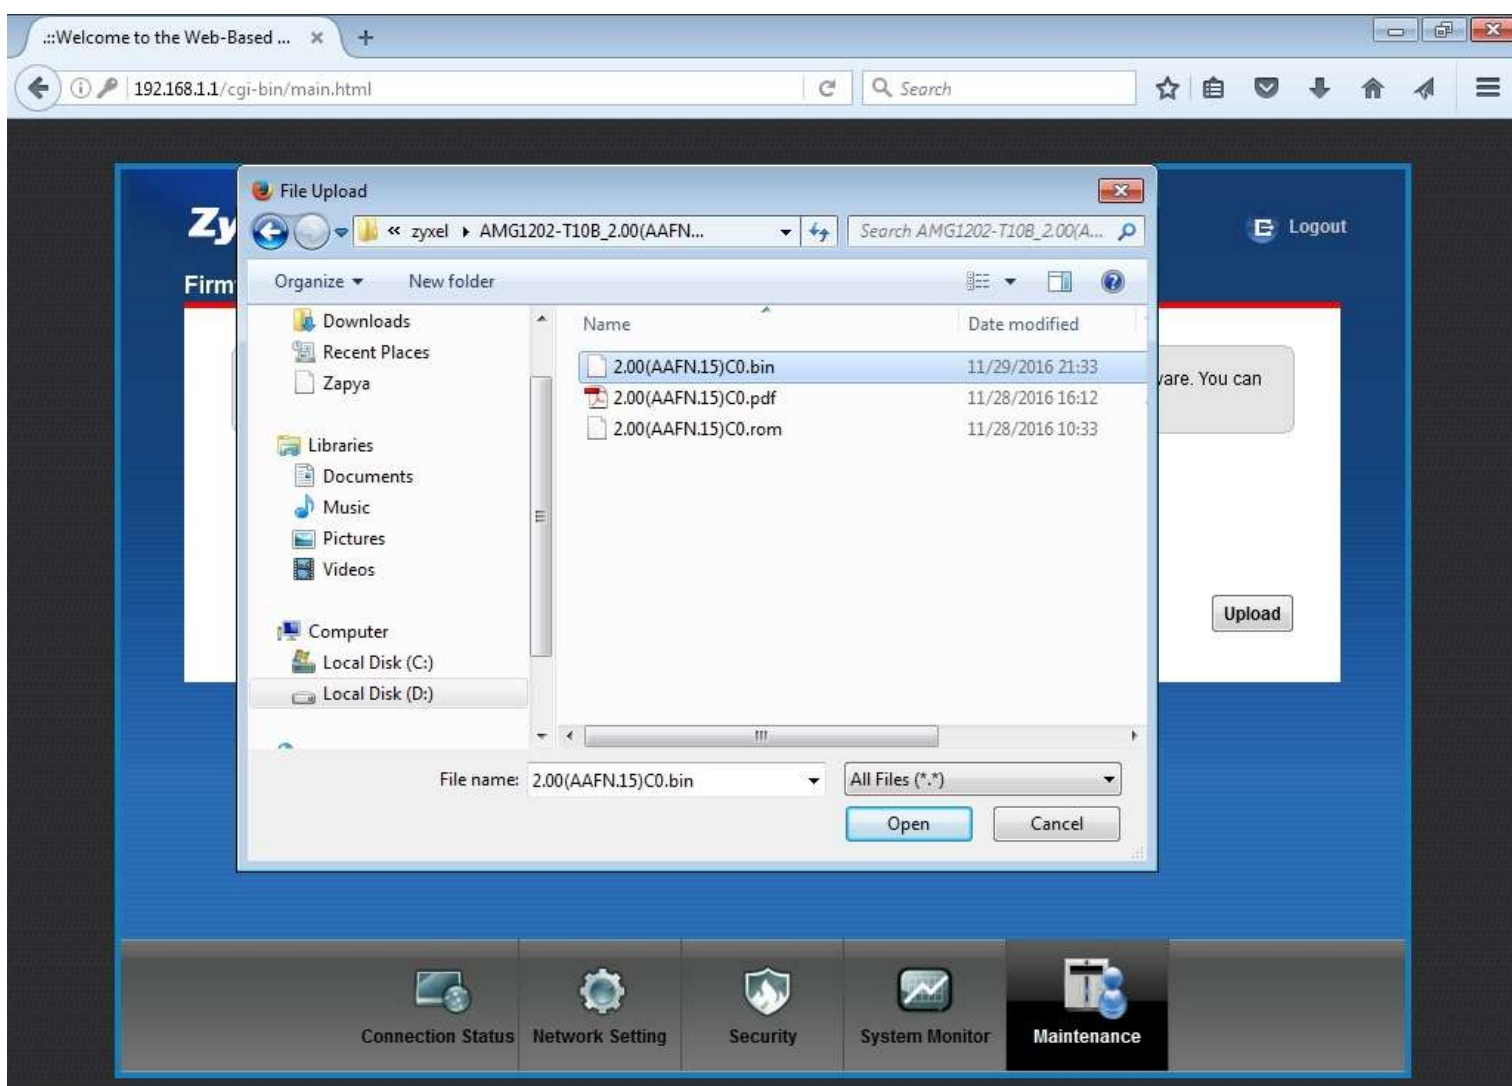 .::Welcome to the Web-Based ...
192.168.1.1/cgi-bin/main.html
Search
File Upload
« zyxel ▸ AMG1202-T10B_2.00(AAFN...
Search AMG1202-T10B_2.00(A...
Zy
Logout
Firm
Organize
New folder
Downloads
Recent Places
Zapya
Libraries
Documents
Music
Pictures
Videos
Computer
Local Disk (C:)
Local Disk (D:)
Name
Date modified
2.00(AAFN.15)C0.bin 11/29/2016 21:33
2.00(AAFN.15)C0.pdf 11/28/2016 16:12
2.00(AAFN.15)C0.rom 11/28/2016 10:33
vare. You can
Upload
File name: 2.00(AAFN.15)C0.bin
All Files (*.*)
Open
Cancel
Connection Status
Network Setting
Security
System Monitor
Maintenance